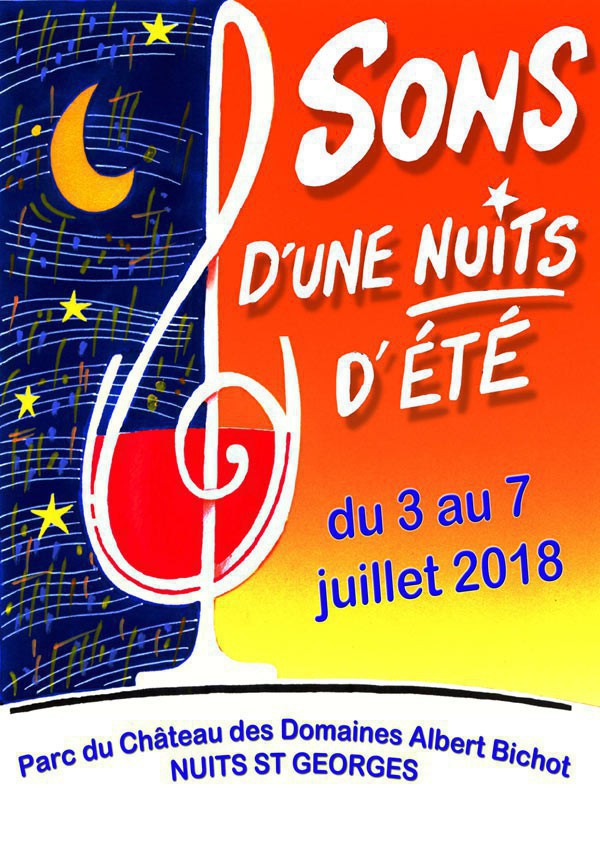 SONS
D'UNE NUITS
D'ÉTÉ
du 3 au 7
juillet 2018
Parc du Château des Domaines Albert Bichot
NUITS ST GEORGES